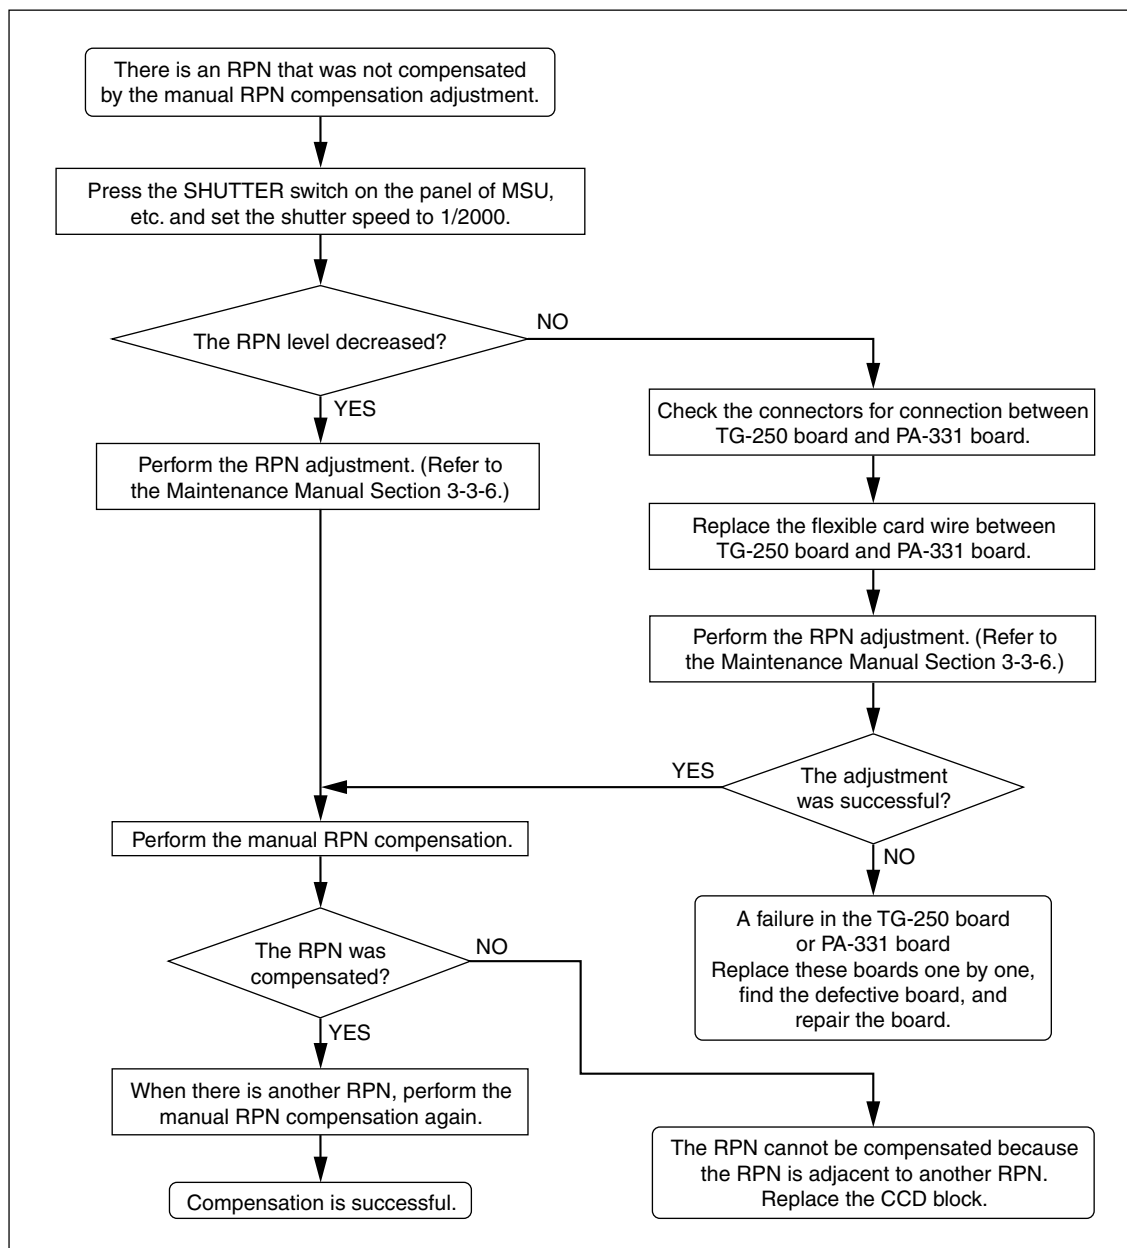 There is an RPN that was not compensated
by the manual RPN compensation adjustment.
Press the SHUTTER switch on the panel of MSU,
etc. and set the shutter speed to 1/2000.
The RPN level decreased?
NO
YES
Perform the RPN adjustment. (Refer to
the Maintenance Manual Section 3-3-6.)
Check the connectors for connection between
TG-250 board and PA-331 board.
Replace the flexible card wire between
TG-250 board and PA-331 board.
Perform the RPN adjustment. (Refer to
the Maintenance Manual Section 3-3-6.)
The adjustment
was successful?
YES
NO
A failure in the TG-250 board
or PA-331 board
Replace these boards one by one,
find the defective board, and
repair the board.
Perform the manual RPN compensation.
The RPN was
compensated?
NO
YES
When there is another RPN, perform the
manual RPN compensation again.
Compensation is successful.
The RPN cannot be compensated because
the RPN is adjacent to another RPN.
Replace the CCD block.